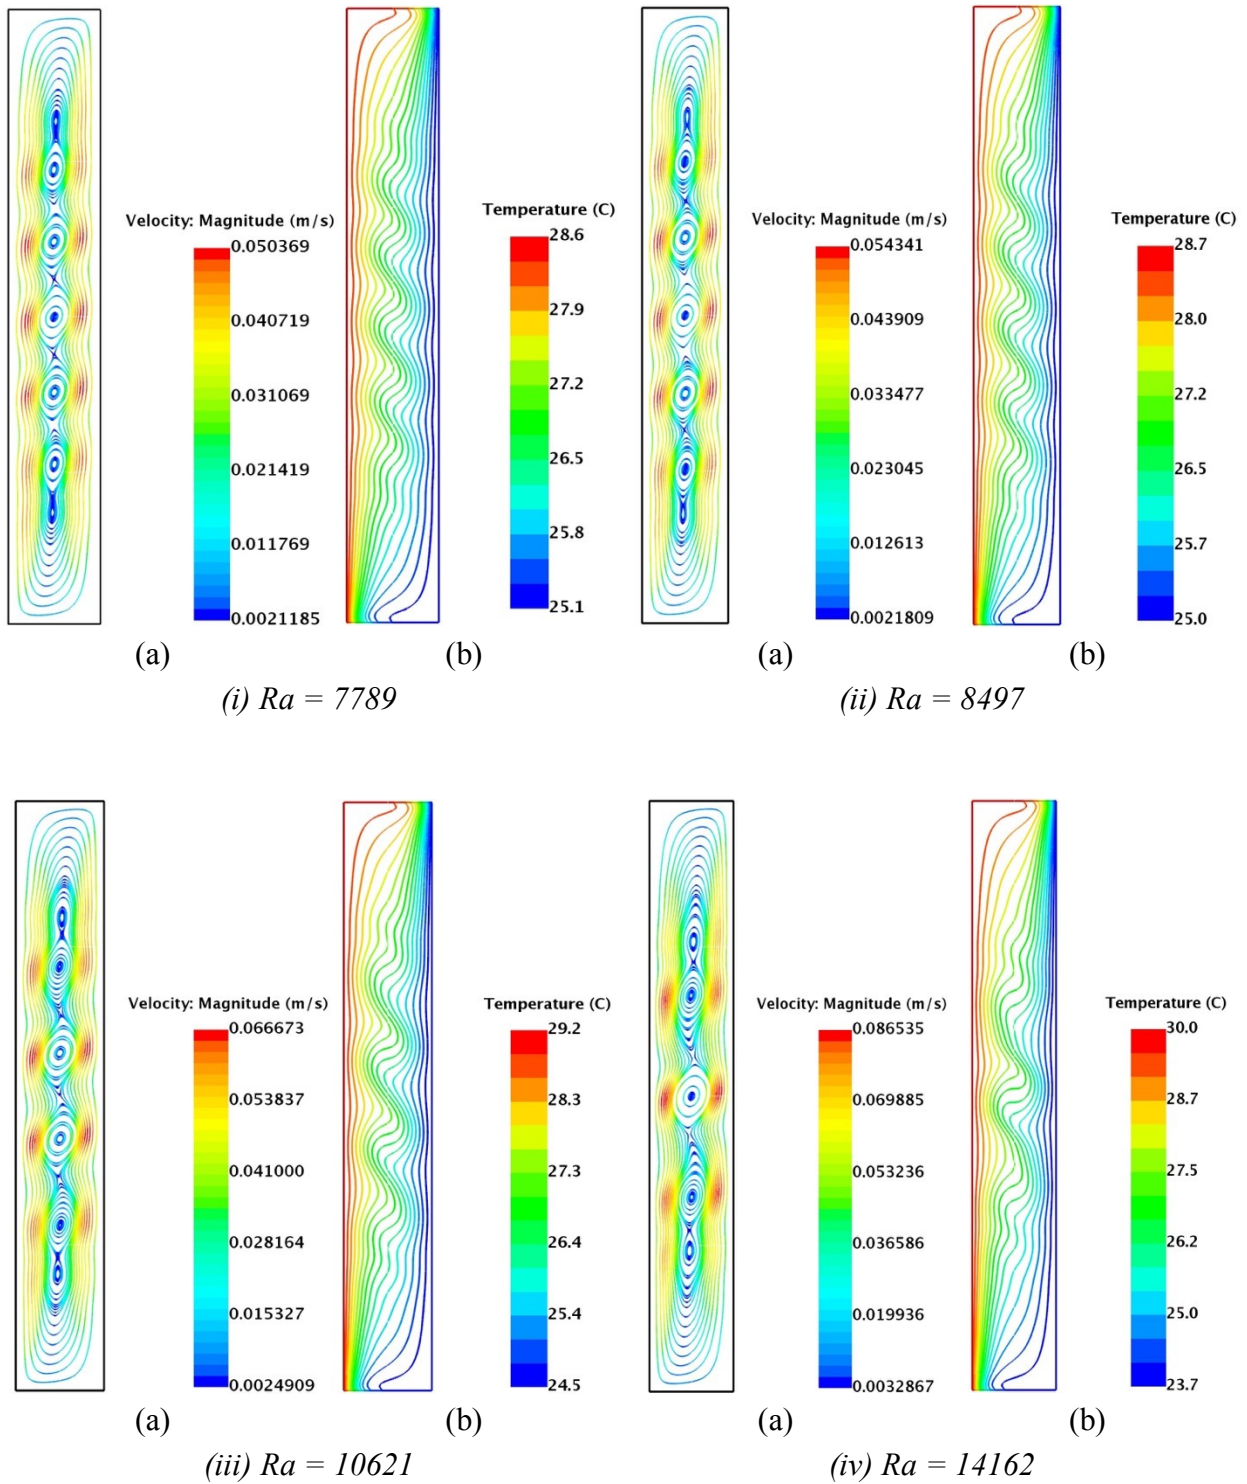 Velocity: Magnitude (m/s)
0.050369
0.040719
0.031069
0.021419
0.011769
0.0021185
Temperature (C)
28.6
27.9
27.2
26.5
25.8
25.1
(a)
(b)
(i) Ra = 7789
Velocity: Magnitude (m/s)
0.054341
0.043909
0.033477
0.023045
0.012613
0.0021809
Temperature (C)
28.7
28.0
27.2
26.5
25.7
25.0
(a)
(b)
(ii) Ra = 8497
Velocity: Magnitude (m/s)
0.066673
0.053837
0.041000
0.028164
0.015327
0.0024909
Temperature (C)
29.2
28.3
27.3
26.4
25.4
24.5
(a)
(b)
(iii) Ra = 10621
Velocity: Magnitude (m/s)
0.086535
0.069885
0.053236
0.036586
0.019936
0.0032867
Temperature (C)
30.0
28.7
27.5
26.2
25.0
23.7
(a)
(b)
(iv) Ra = 14162